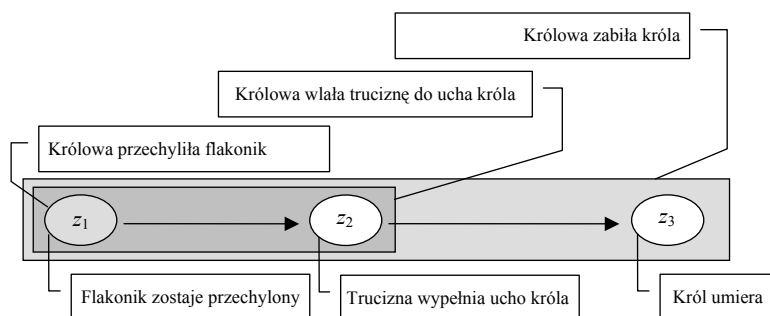 Królowa zabiła króla
Królowa wlała truciznę do ucha króla
Królowa przechyliła flakonik
z1
z2
z3
Flakonik zostaje przechylony
Trucizna wypełnia ucho króla
Król umiera